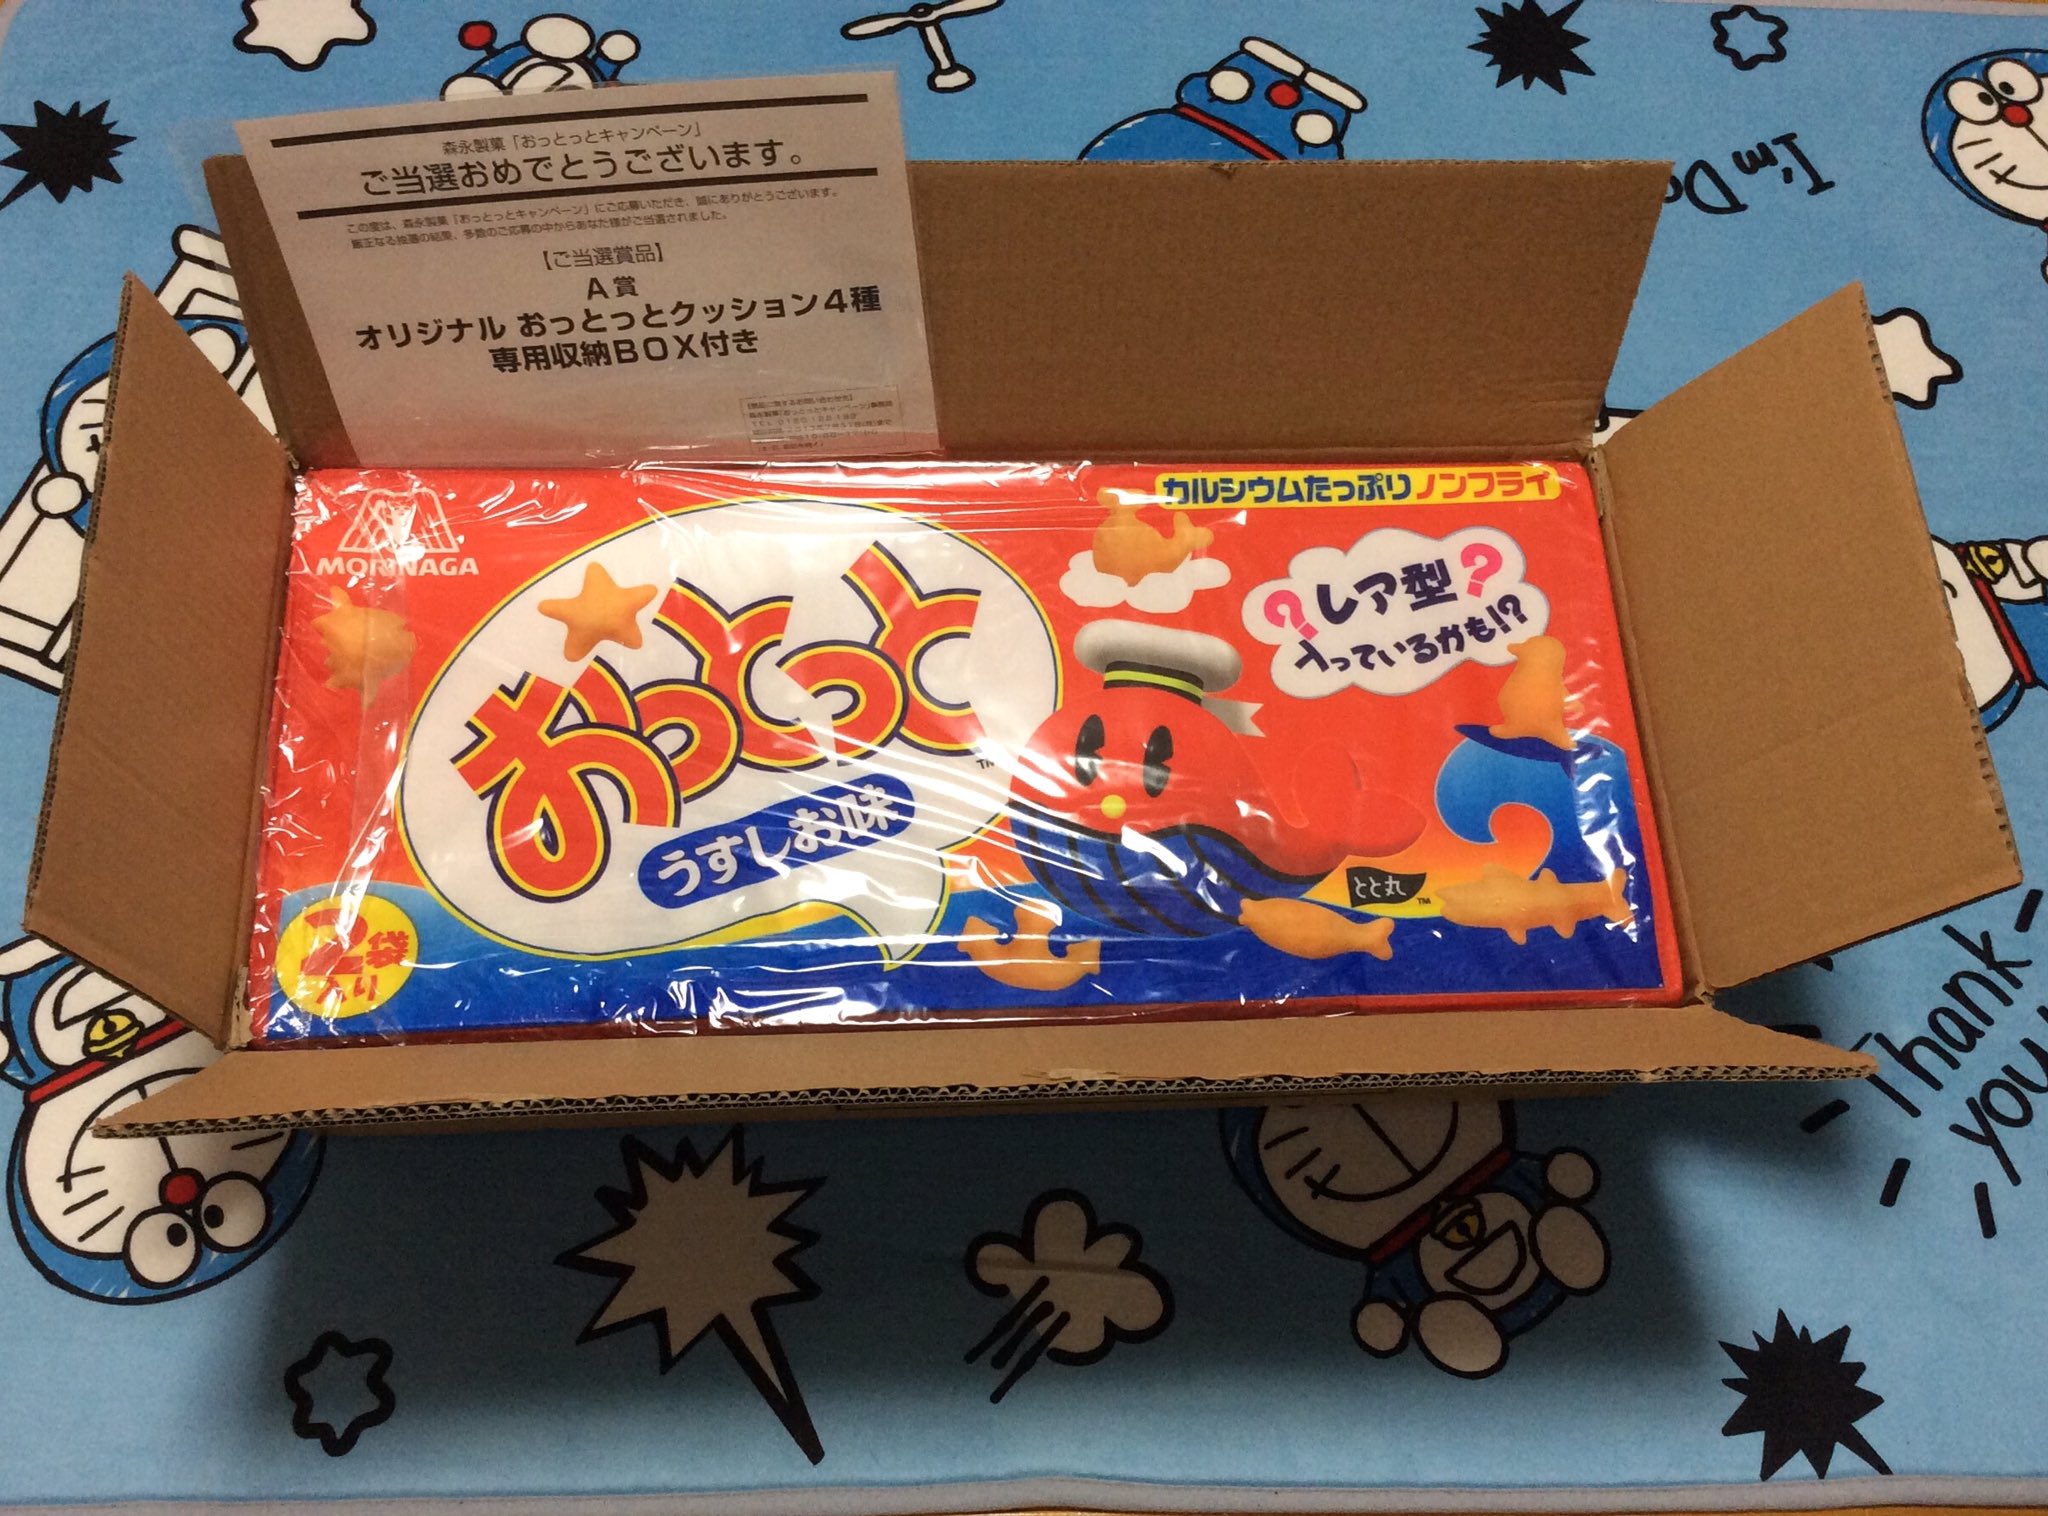 森永製菓「おっとっとキャンペーン」
ご当選おめでとうございます。
この度は、森永製菓「おっとっとキャンペーン」にご応募いただき、誠にありがとうございます。
厳正なる抽選の結果、多数のご応募の中からあなた様がご当選されました。
【ご当選賞品】
A賞
オリジナル おっとっとクッション4種
専用収納BOX付き
MORINAGA
カルシウムたっぷりノンフライ
?レア型?
入っているかも!?
おっとっと
TM
うすしお味
とと丸
TM
2袋
入り
I'm Do
Thank
you